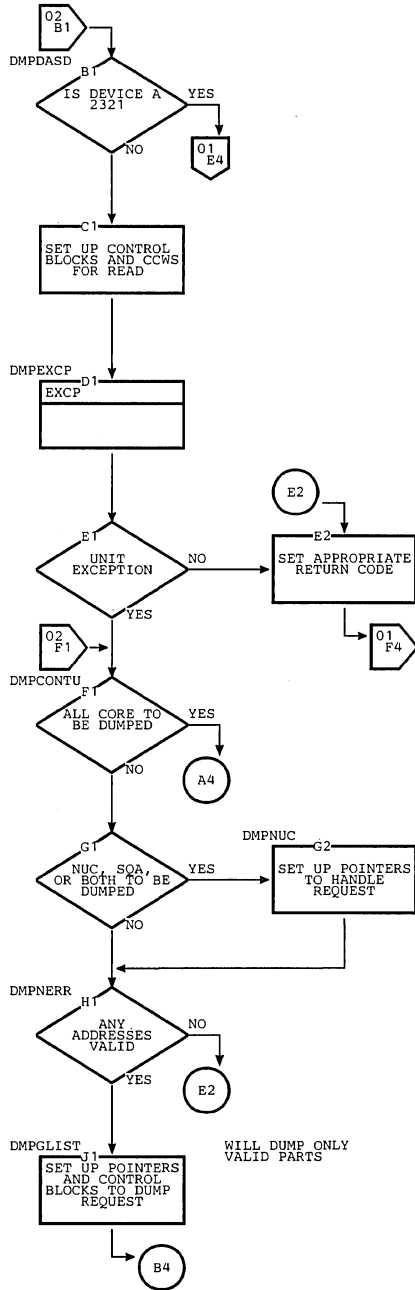 02
B1
DMPDASD
B1
IS DEVICE A
2321
YES
NO
01
E4
C1
SET UP CONTROL
BLOCKS AND CCWS
FOR READ
DMPEXCP
D1
EXCP
E2
E1
UNIT
EXCEPTION
NO
YES
E2
SET APPROPRIATE
RETURN CODE
01
F4
02
F1
DMPCONTU
F1
ALL CORE TO
BE DUMPED
YES
NO
A4
G1
NUC, SQA,
OR BOTH TO BE
DUMPED
YES
NO
DMPNUC
G2
SET UP POINTERS
TO HANDLE
REQUEST
DMPNERR
H1
ANY
ADDRESSES
VALID
NO
YES
E2
DMPGLIST
J1
SET UP POINTERS
AND CONTROL
BLOCKS TO DUMP
REQUEST
WILL DUMP ONLY
VALID PARTS
B4